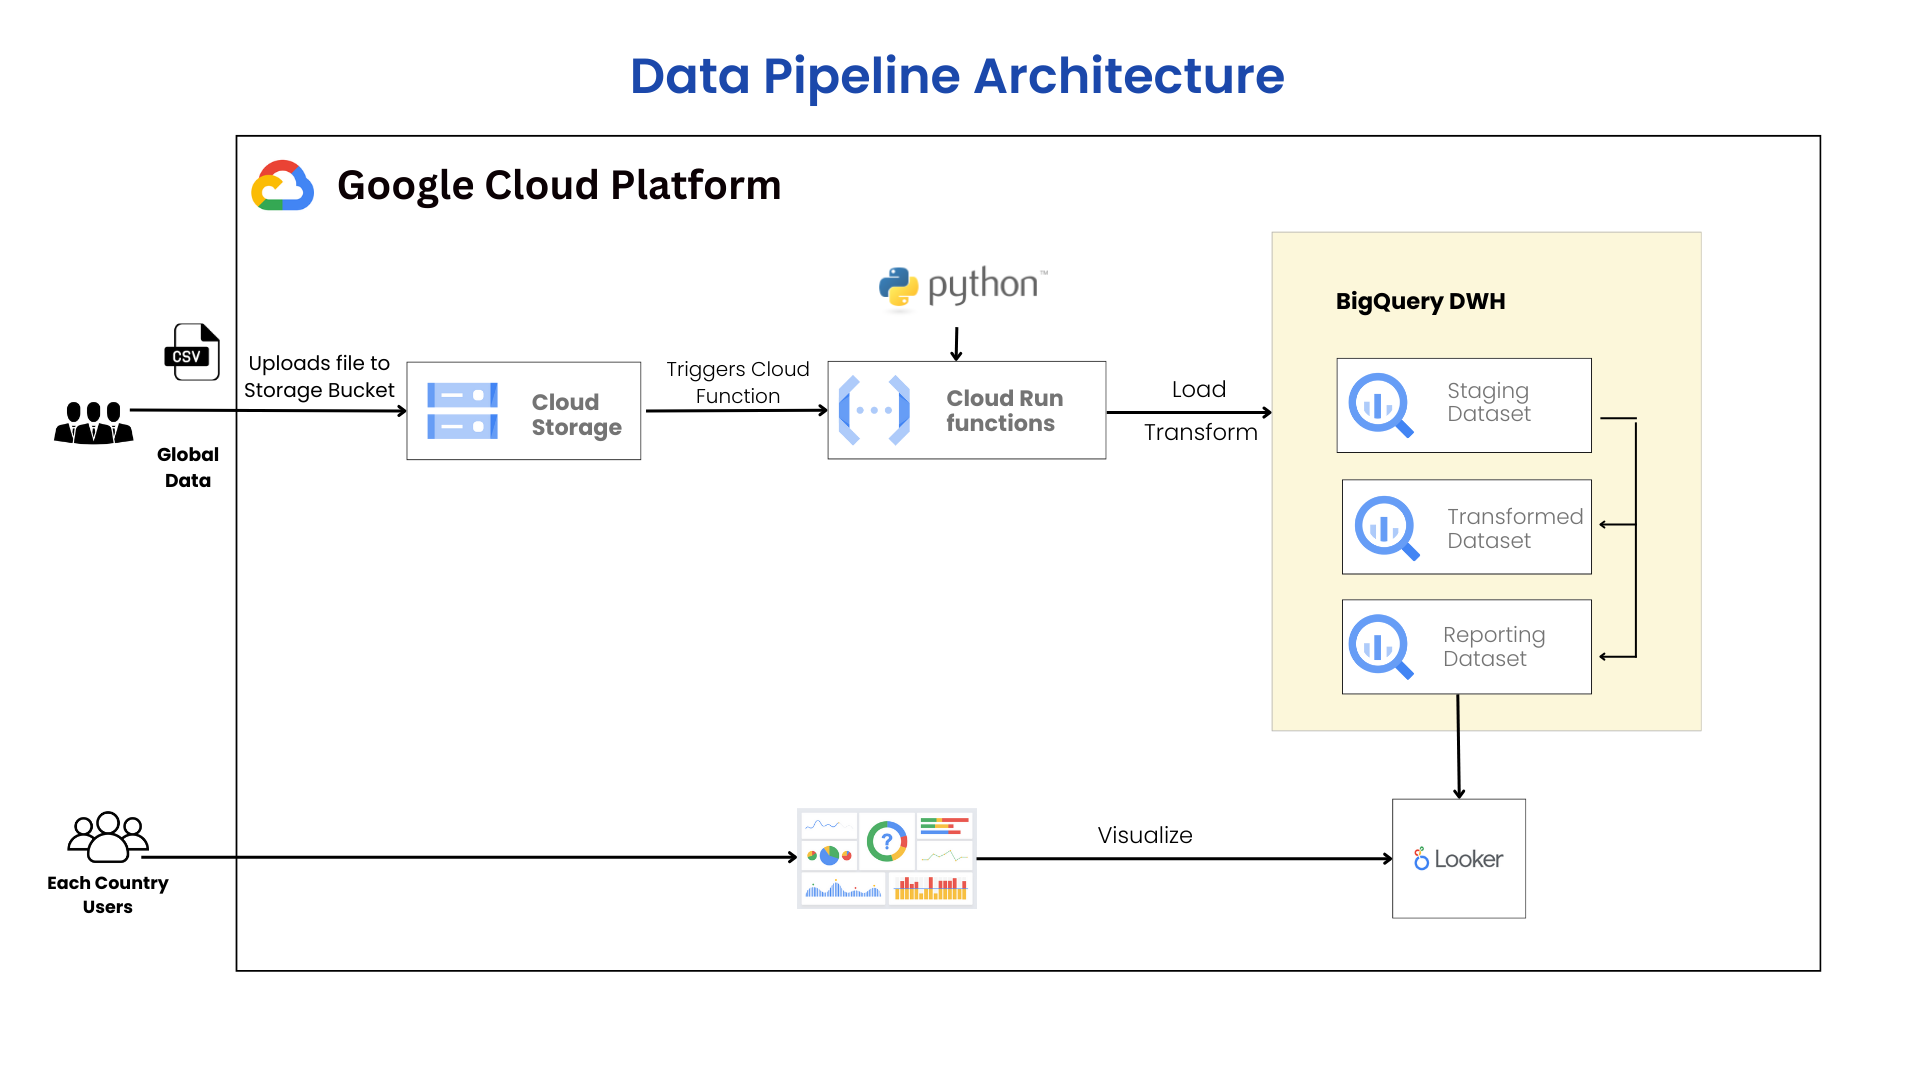 Data Pipeline Architecture
Google Cloud Platform
python™
BigQuery DWH
CSV
Uploads file to
Storage Bucket
Global
Data
Cloud
Storage
Triggers Cloud
Function
Cloud Run
functions
Load
Transform
Staging
Dataset
Transformed
Dataset
Reporting
Dataset
Each Country
Users
?
Visualize
Looker